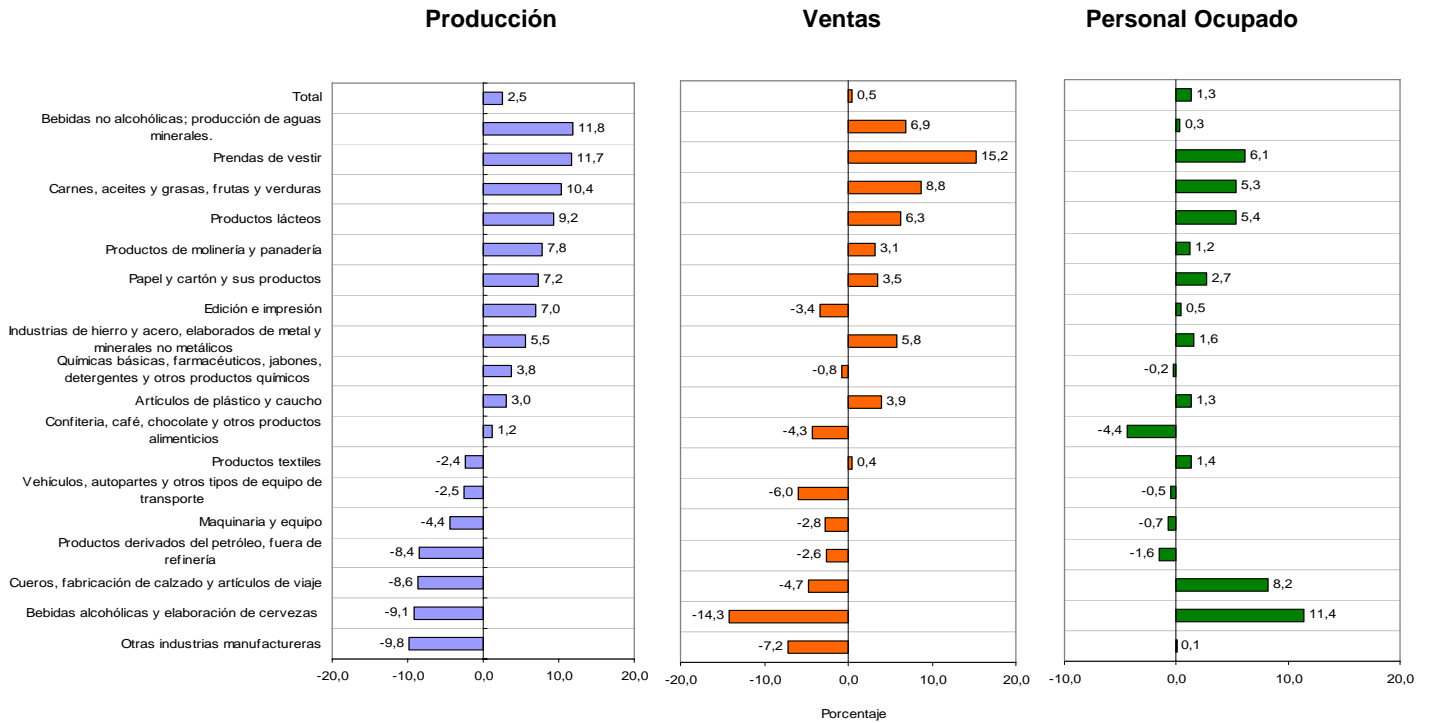 Producción
Ventas
Personal Ocupado
Total
2,5
0,5
1,3
Bebidas no alcohólicas; producción de aguas
minerales.
11,8
6,9
0,3
Prendas de vestir
11,7
15,2
6,1
Carnes, aceites y grasas, frutas y verduras
10,4
8,8
5,3
Productos lácteos
9,2
6,3
5,4
Productos de molinería y panadería
7,8
3,1
1,2
Papel y cartón y sus productos
7,2
3,5
2,7
Edición e impresión
7,0
-3,4
0,5
Industrias de hierro y acero, elaborados de metal y
minerales no metálicos
5,5
5,8
1,6
Químicas básicas, farmacéuticos, jabones,
detergentes y otros productos químicos
3,8
-0,8
-0,2
Artículos de plástico y caucho
3,0
3,9
1,3
Confiteria, café, chocolate y otros productos
alimenticios
1,2
-4,3
-4,4
Productos textiles
-2,4
0,4
1,4
Vehículos, autopartes y otros tipos de equipo de
transporte
-2,5
-6,0
-0,5
Maquinaria y equipo
-4,4
-2,8
-0,7
Productos derivados del petróleo, fuera de
refinería
-8,4
-2,6
-1,6
Cueros, fabricación de calzado y artículos de viaje
-8,6
-4,7
8,2
Bebidas alcohólicas y elaboración de cervezas
-9,1
-14,3
11,4
Otras industrias manufactureras
-9,8
-7,2
0,1
-20,0 -10,0 0,0 10,0 20,0
-20,0 -10,0 0,0 10,0 20,0
-10,0 0,0 10,0 20,0
Porcentaje